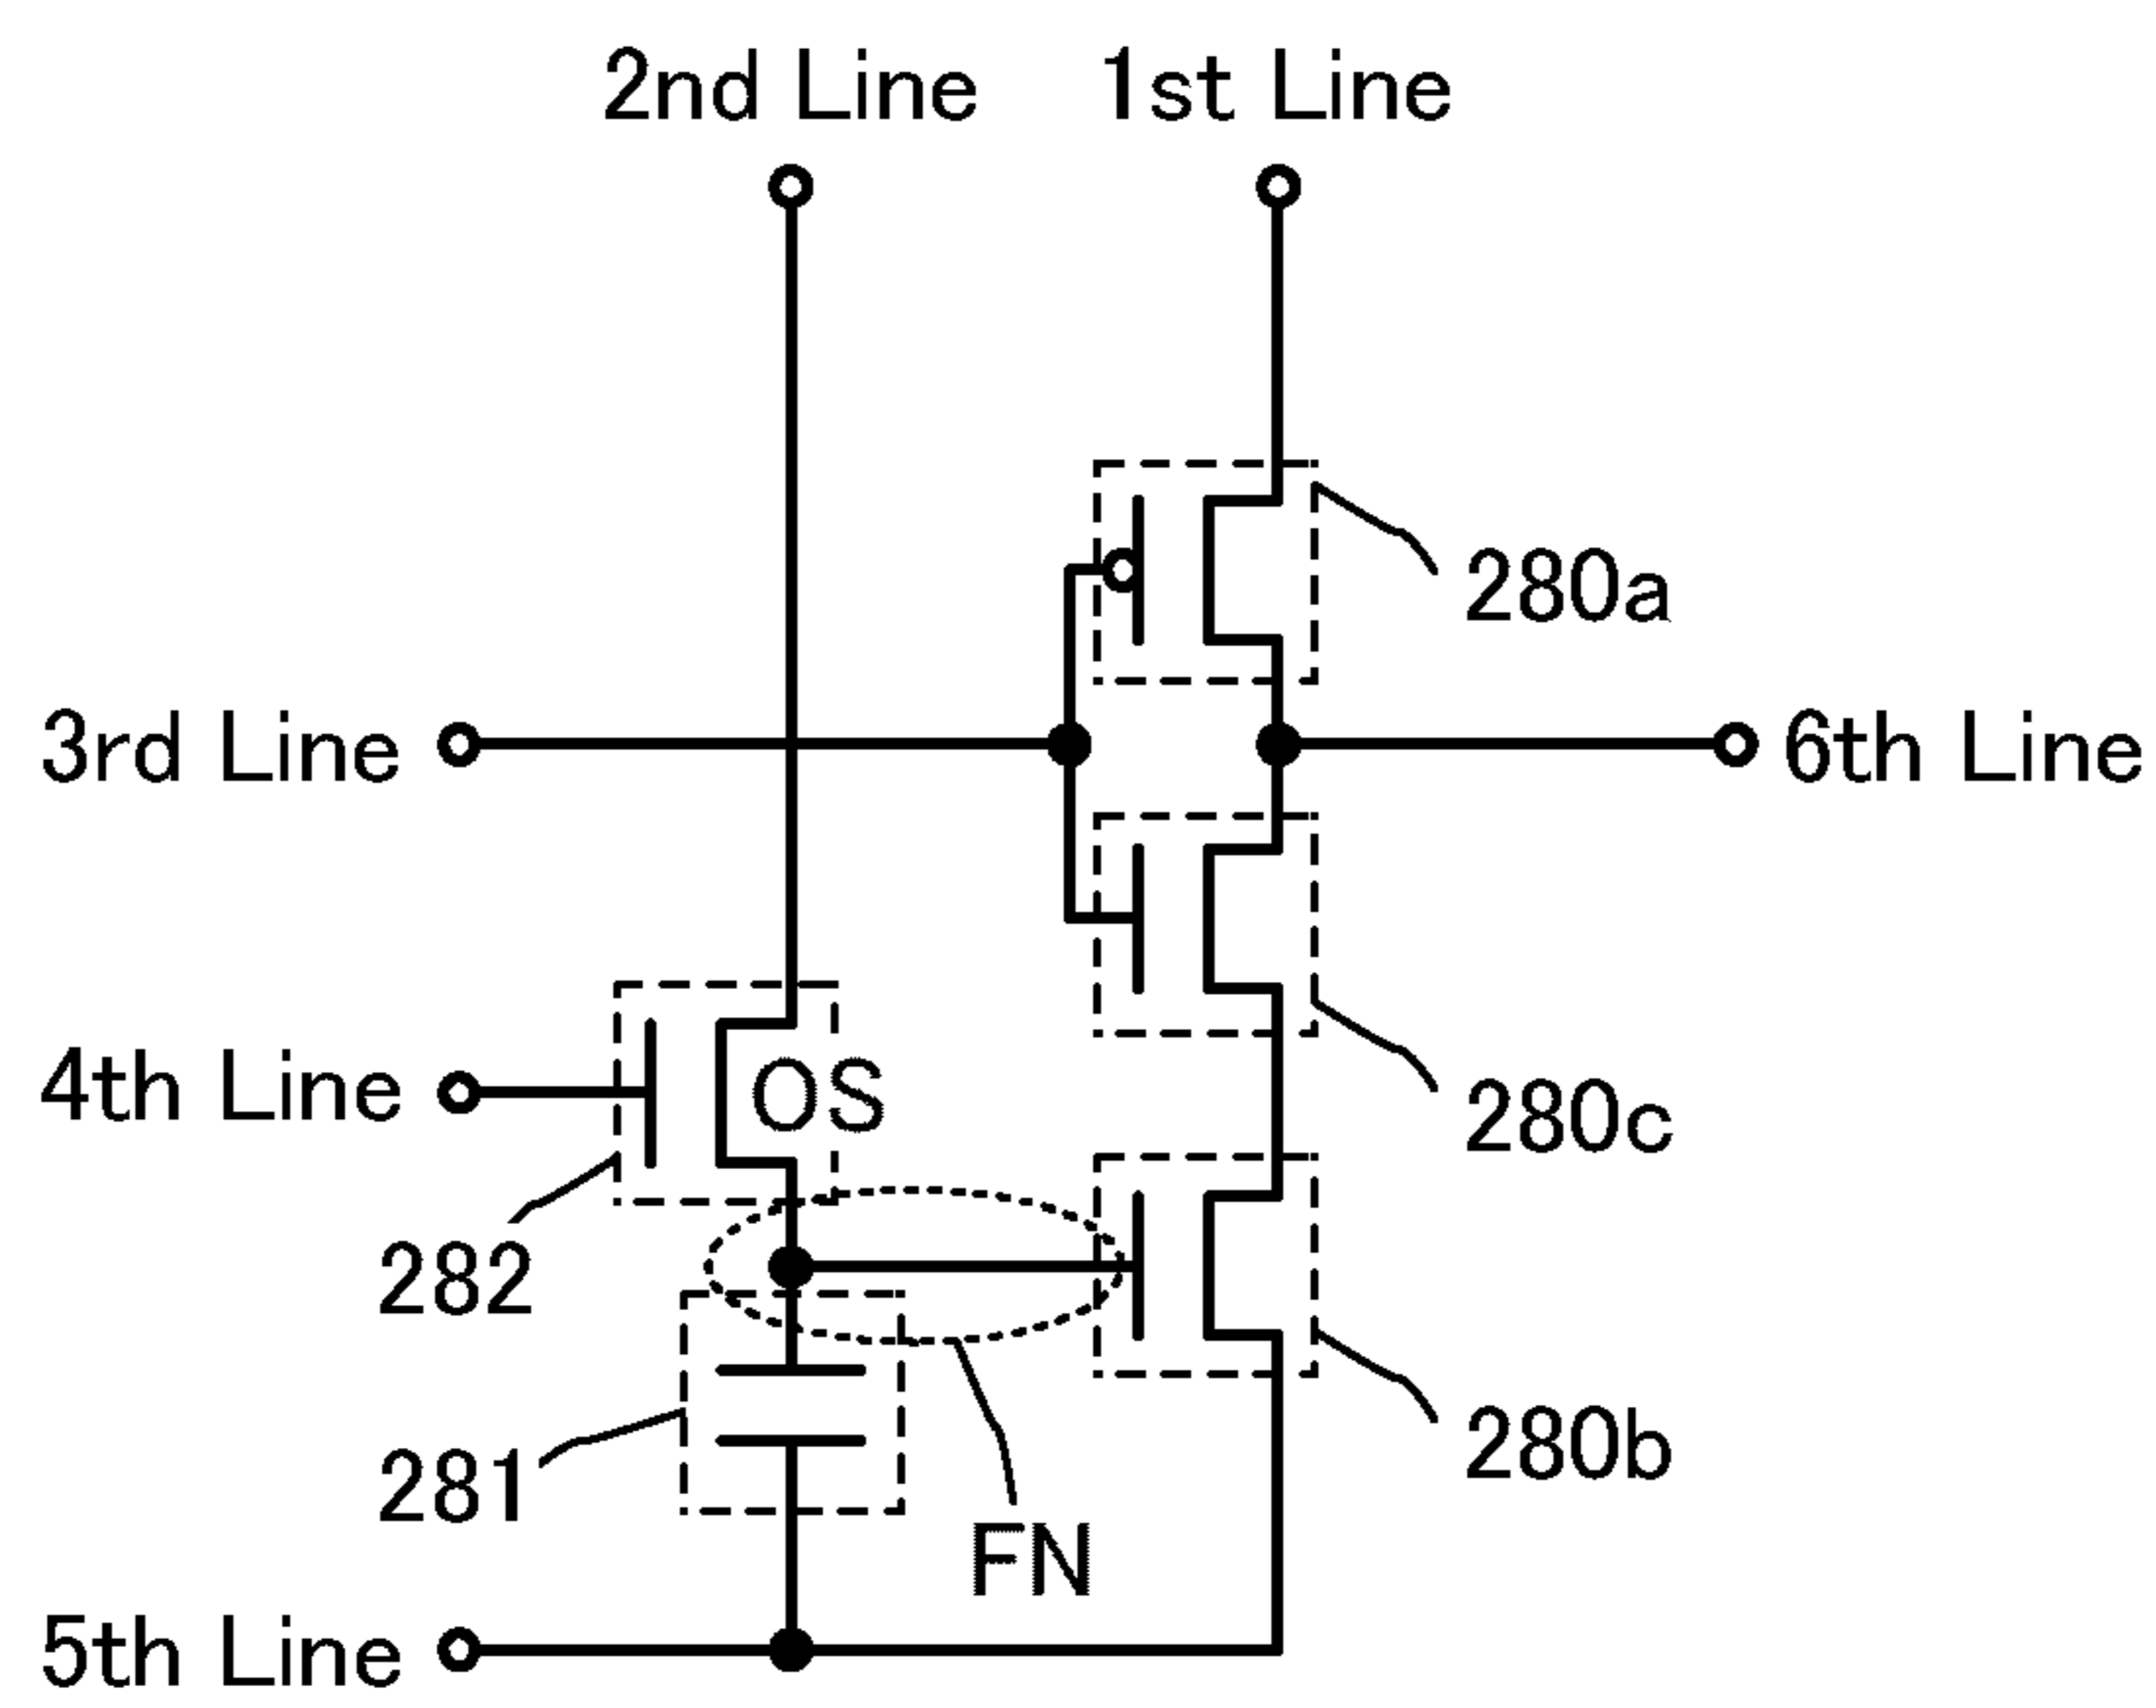 2nd Line 1st Line
280a
3rd Line 6th Line
4th Line OS 280c
282
281 280b
FN
5th Line